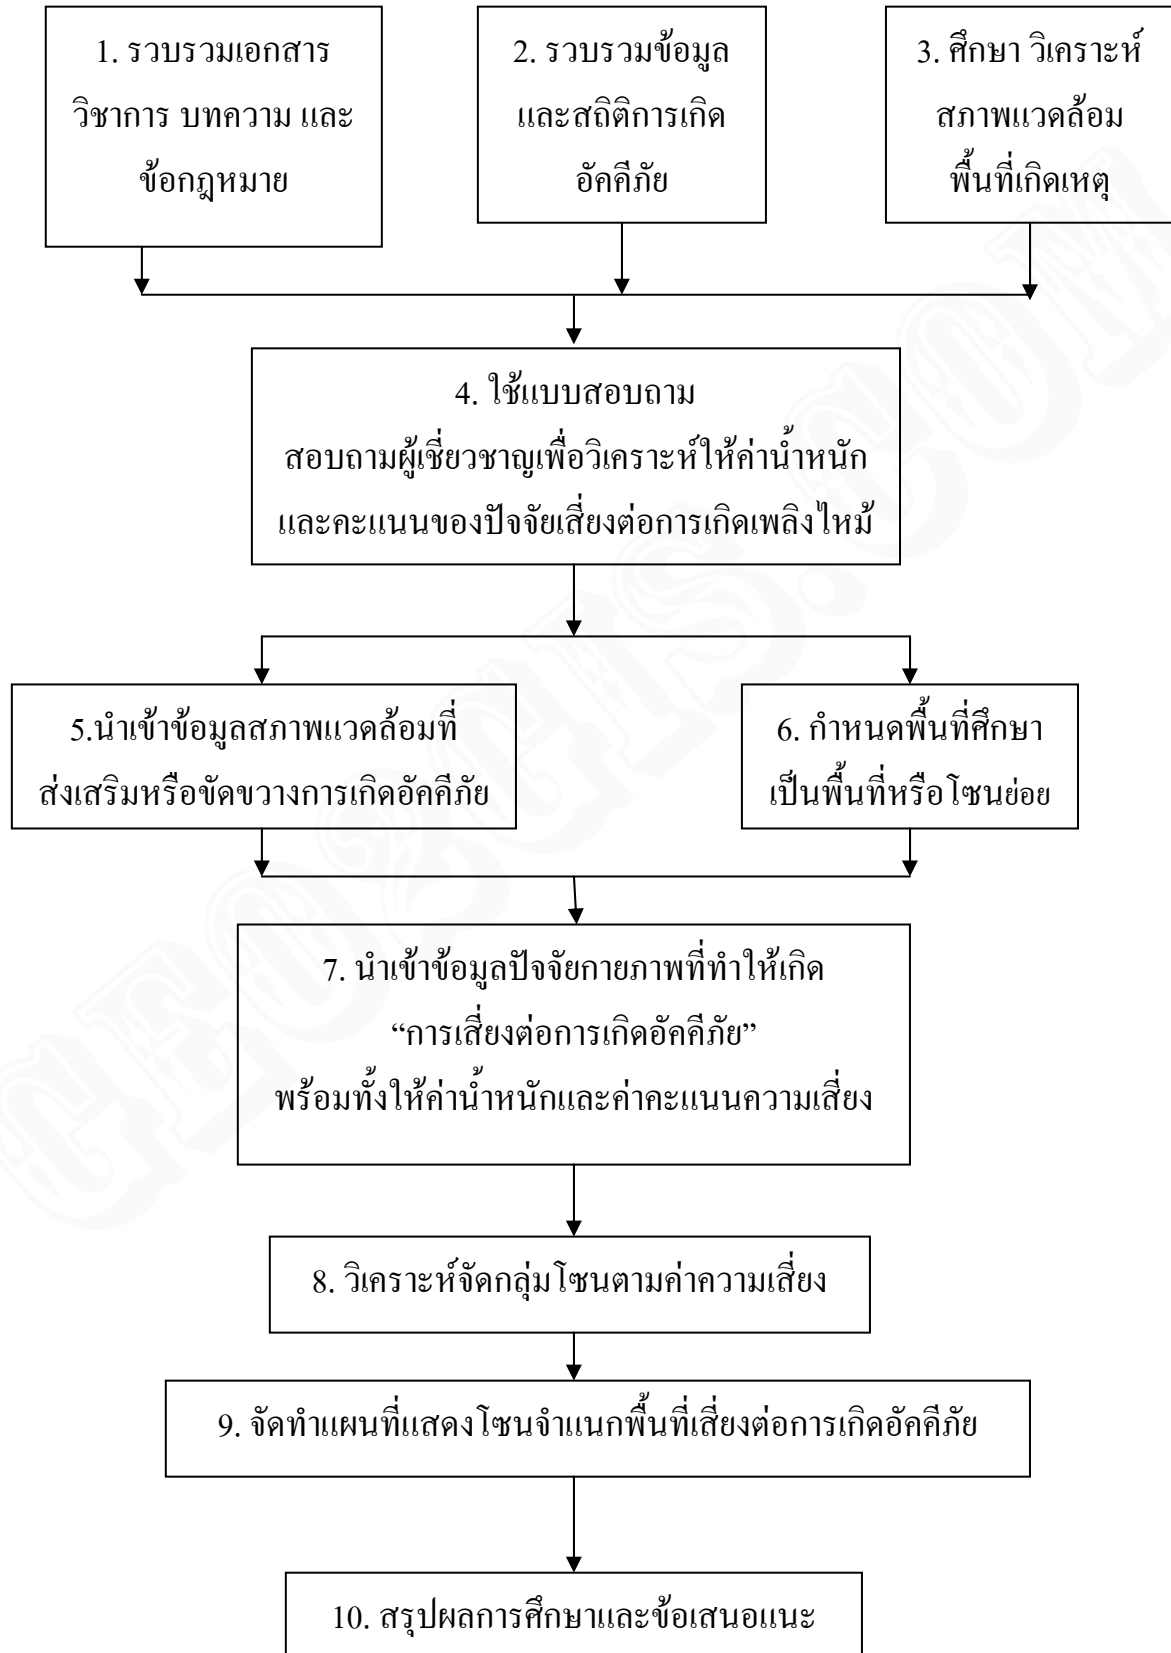 1. รวบรวมเอกสาร
วิชาการ บทความ และ
ข้อกฎหมาย
2. รวบรวมข้อมูล
และสถิติการเกิด
อัคคีภัย
3. ศึกษา วิเคราะห์
สภาพแวดล้อม
พื้นที่เกิดเหตุ
4. ใช้แบบสอบถาม
สอบถามผู้เชี่ยวชาญเพื่อวิเคราะห์ให้ค่าน้ำหนัก
และคะแนนของปัจจัยเสี่ยงต่อการเกิดเพลิงไหม้
5.นำเข้าข้อมูลสภาพแวดล้อมที่
ส่งเสริมหรือขัดขวางการเกิดอัคคีภัย
6. กำหนดพื้นที่ศึกษา
เป็นพื้นที่หรือโซนย่อย
7. นำเข้าข้อมูลปัจจัยกายภาพที่ทำให้เกิด
“การเสี่ยงต่อการเกิดอัคคีภัย”
พร้อมทั้งให้ค่าน้ำหนักและค่าคะแนนความเสี่ยง
8. วิเคราะห์จัดกลุ่มโซนตามค่าความเสี่ยง
9. จัดทำแผนที่แสดงโซนจำแนกพื้นที่เสี่ยงต่อการเกิดอัคคีภัย
10. สรุปผลการศึกษาและข้อเสนอแนะ
GEO2GIS.COM